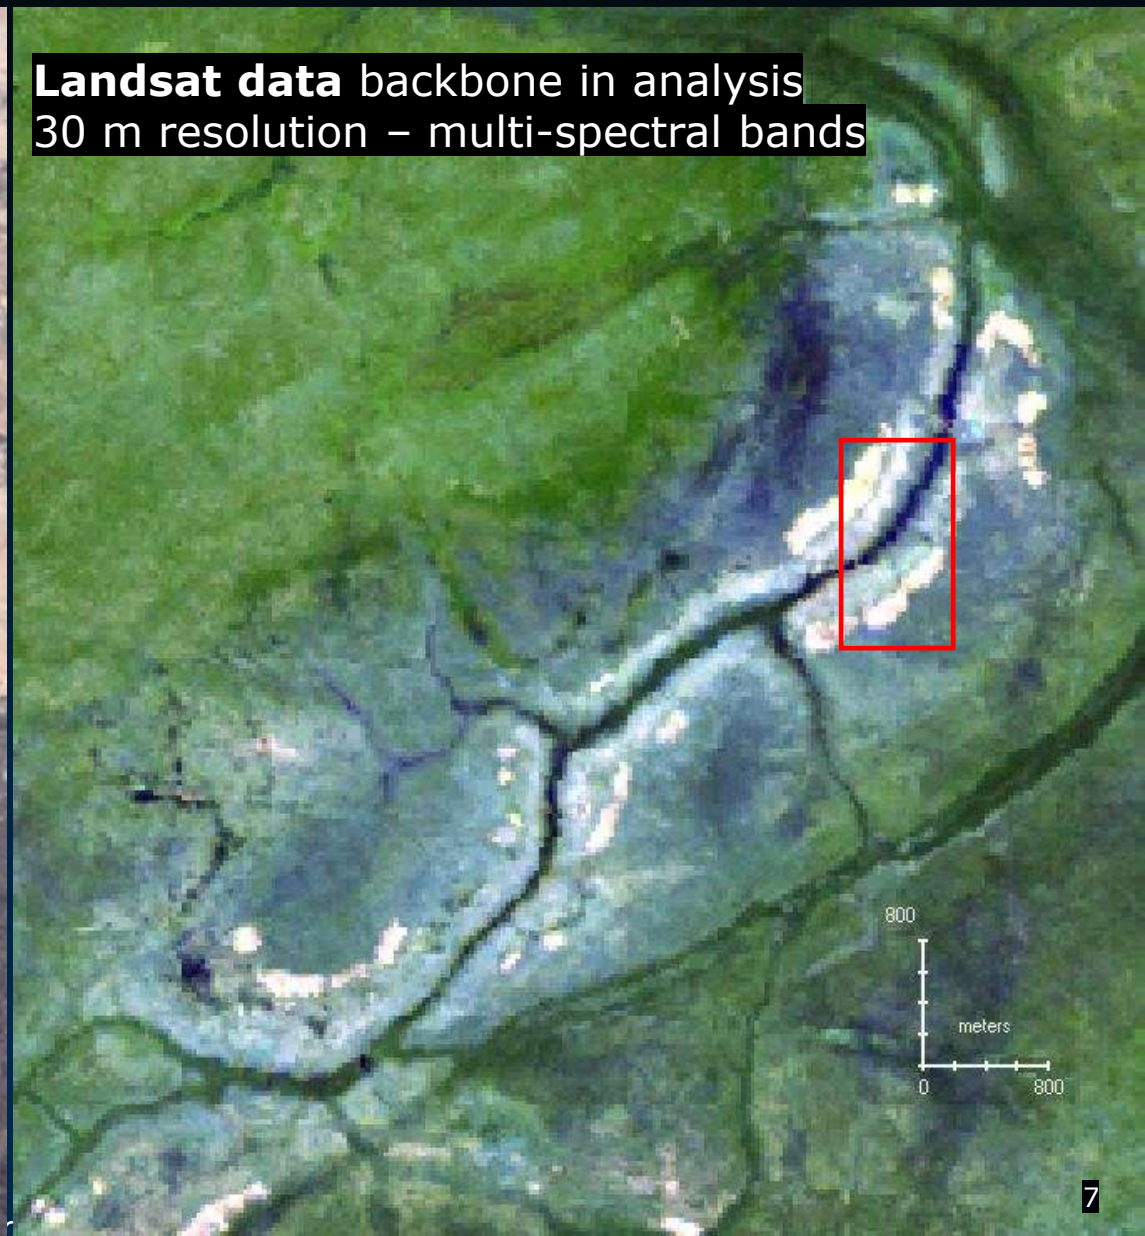 Landsat data backbone in analysis
30 m resolution – multi-spectral bands
800
meters
0 800
7